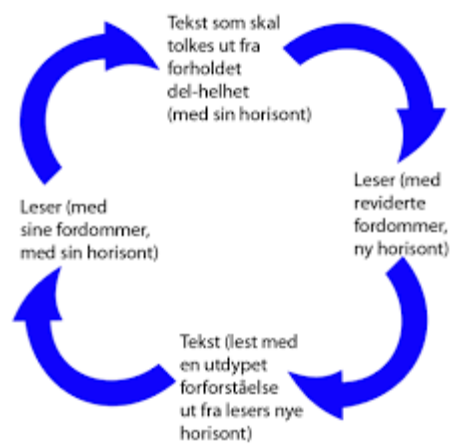 Tekst som skal
tolkes ut fra
forholdet
del-helhet
(med sin horisont)
Leser (med
reviderte
fordommer,
ny horisont)
Tekst (lest med
en utdypet
forforståelse
ut fra lesers nye
horisont)
Leser (med
sine fordommer,
med sin horisont)